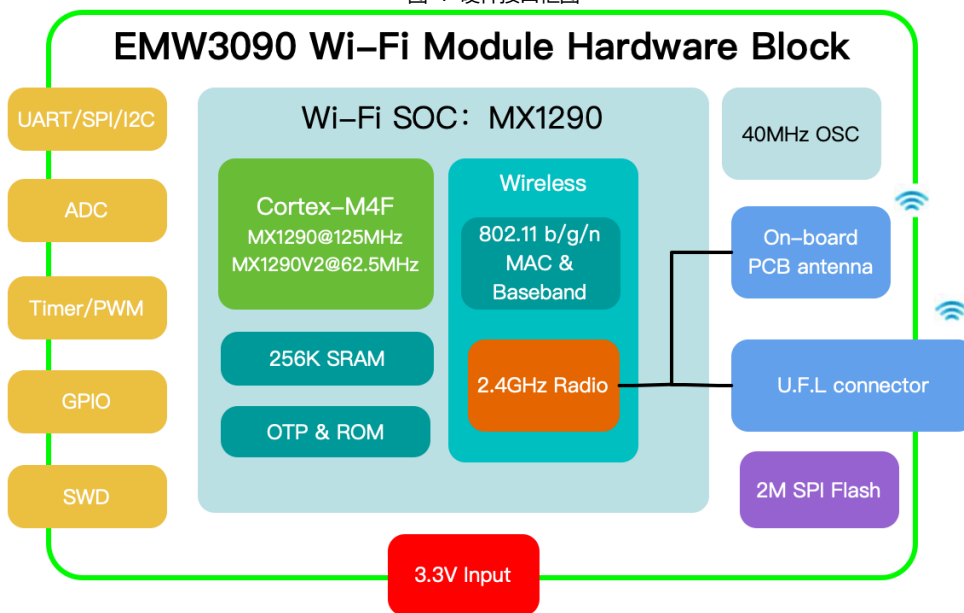 EMW3090 Wi-Fi Module Hardware Block
UART/SPI/I2C
ADC
Timer/PWM
GPIO
SWD
Wi-Fi SOC：MX1290
Cortex-M4F
MX1290@125MHz
MX1290V2@62.5MHz
256K SRAM
OTP & ROM
Wireless
802.11 b/g/n
MAC &
Baseband
2.4GHz Radio
40MHz OSC
On-board
PCB antenna
U.F.L connector
2M SPI Flash
3.3V Input